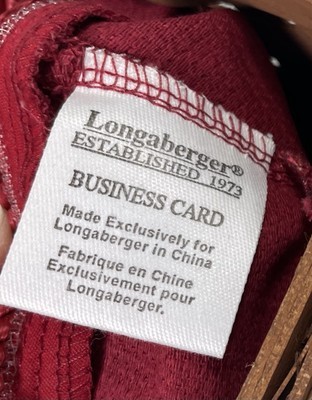 Longaberger®
ESTABLISHED 1973
BUSINESS CARD
Made Exclusively for
Longaberger in China
Fabrique en Chine
Exclusivement pour
Longaberger.